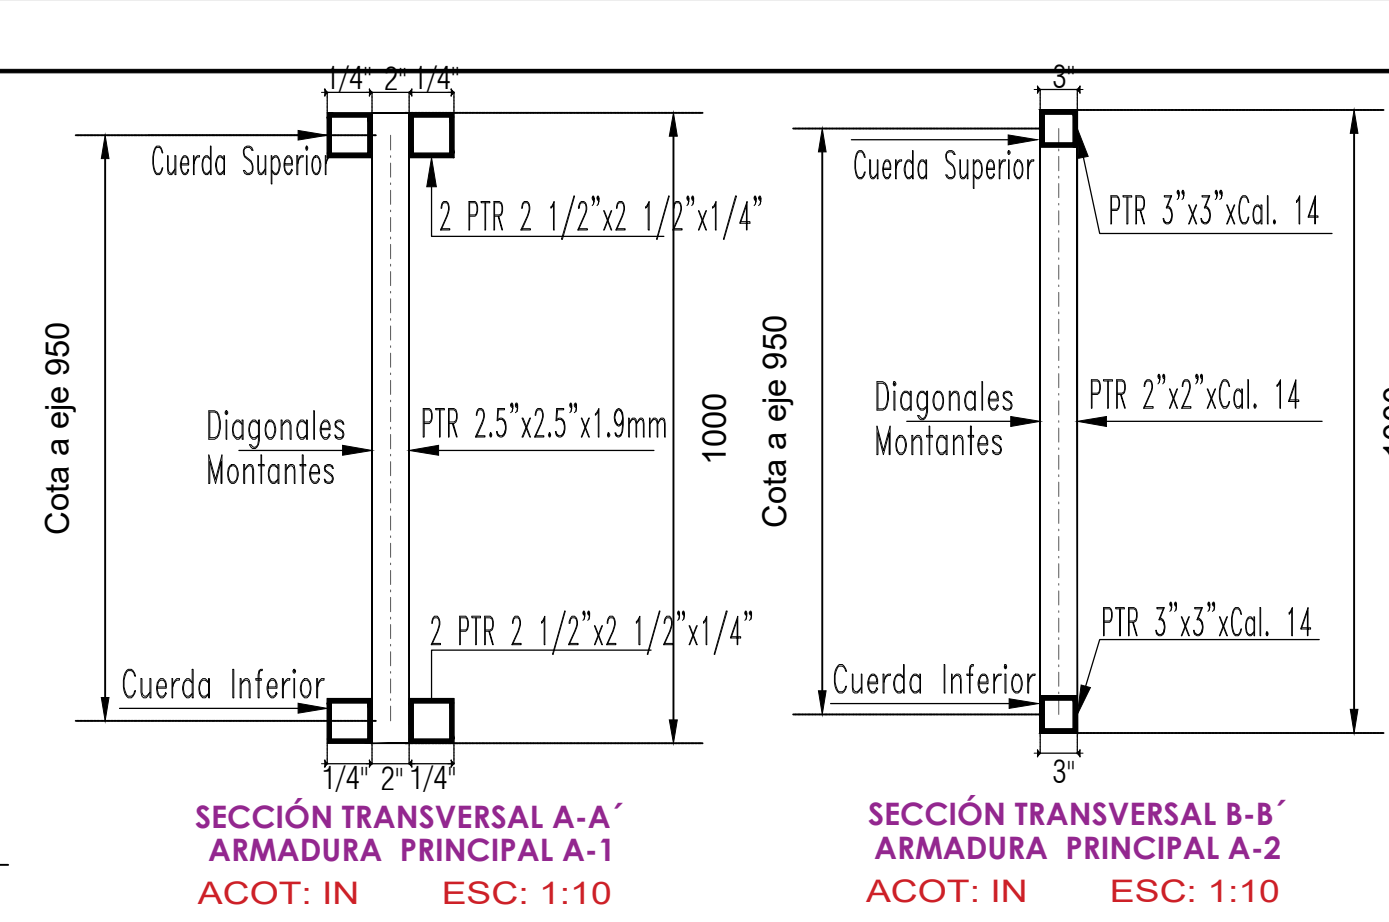 1/4" 2" 1/4"
Cuerda Superior
2 PTR 2 1/2”x2 1/2”x1/4”
Cota a eje 950
Diagonales
Montantes
PTR 2.5”x2.5”x1.9mm
1000
2 PTR 2 1/2”x2 1/2”x1/4”
Cuerda Inferior
1/4" 2" 1/4"
SECCIÓN TRANSVERSAL A-A´
ARMADURA PRINCIPAL A-1
ACOT: IN ESC: 1:10
3"
Cuerda Superior
PTR 3”x3”xCal. 14
Cota a eje 950
Diagonales
Montantes
PTR 2”x2”xCal. 14
PTR 3”x3”xCal. 14
Cuerda Inferior
3"
SECCIÓN TRANSVERSAL B-B´
ARMADURA PRINCIPAL A-2
ACOT: IN ESC: 1:10